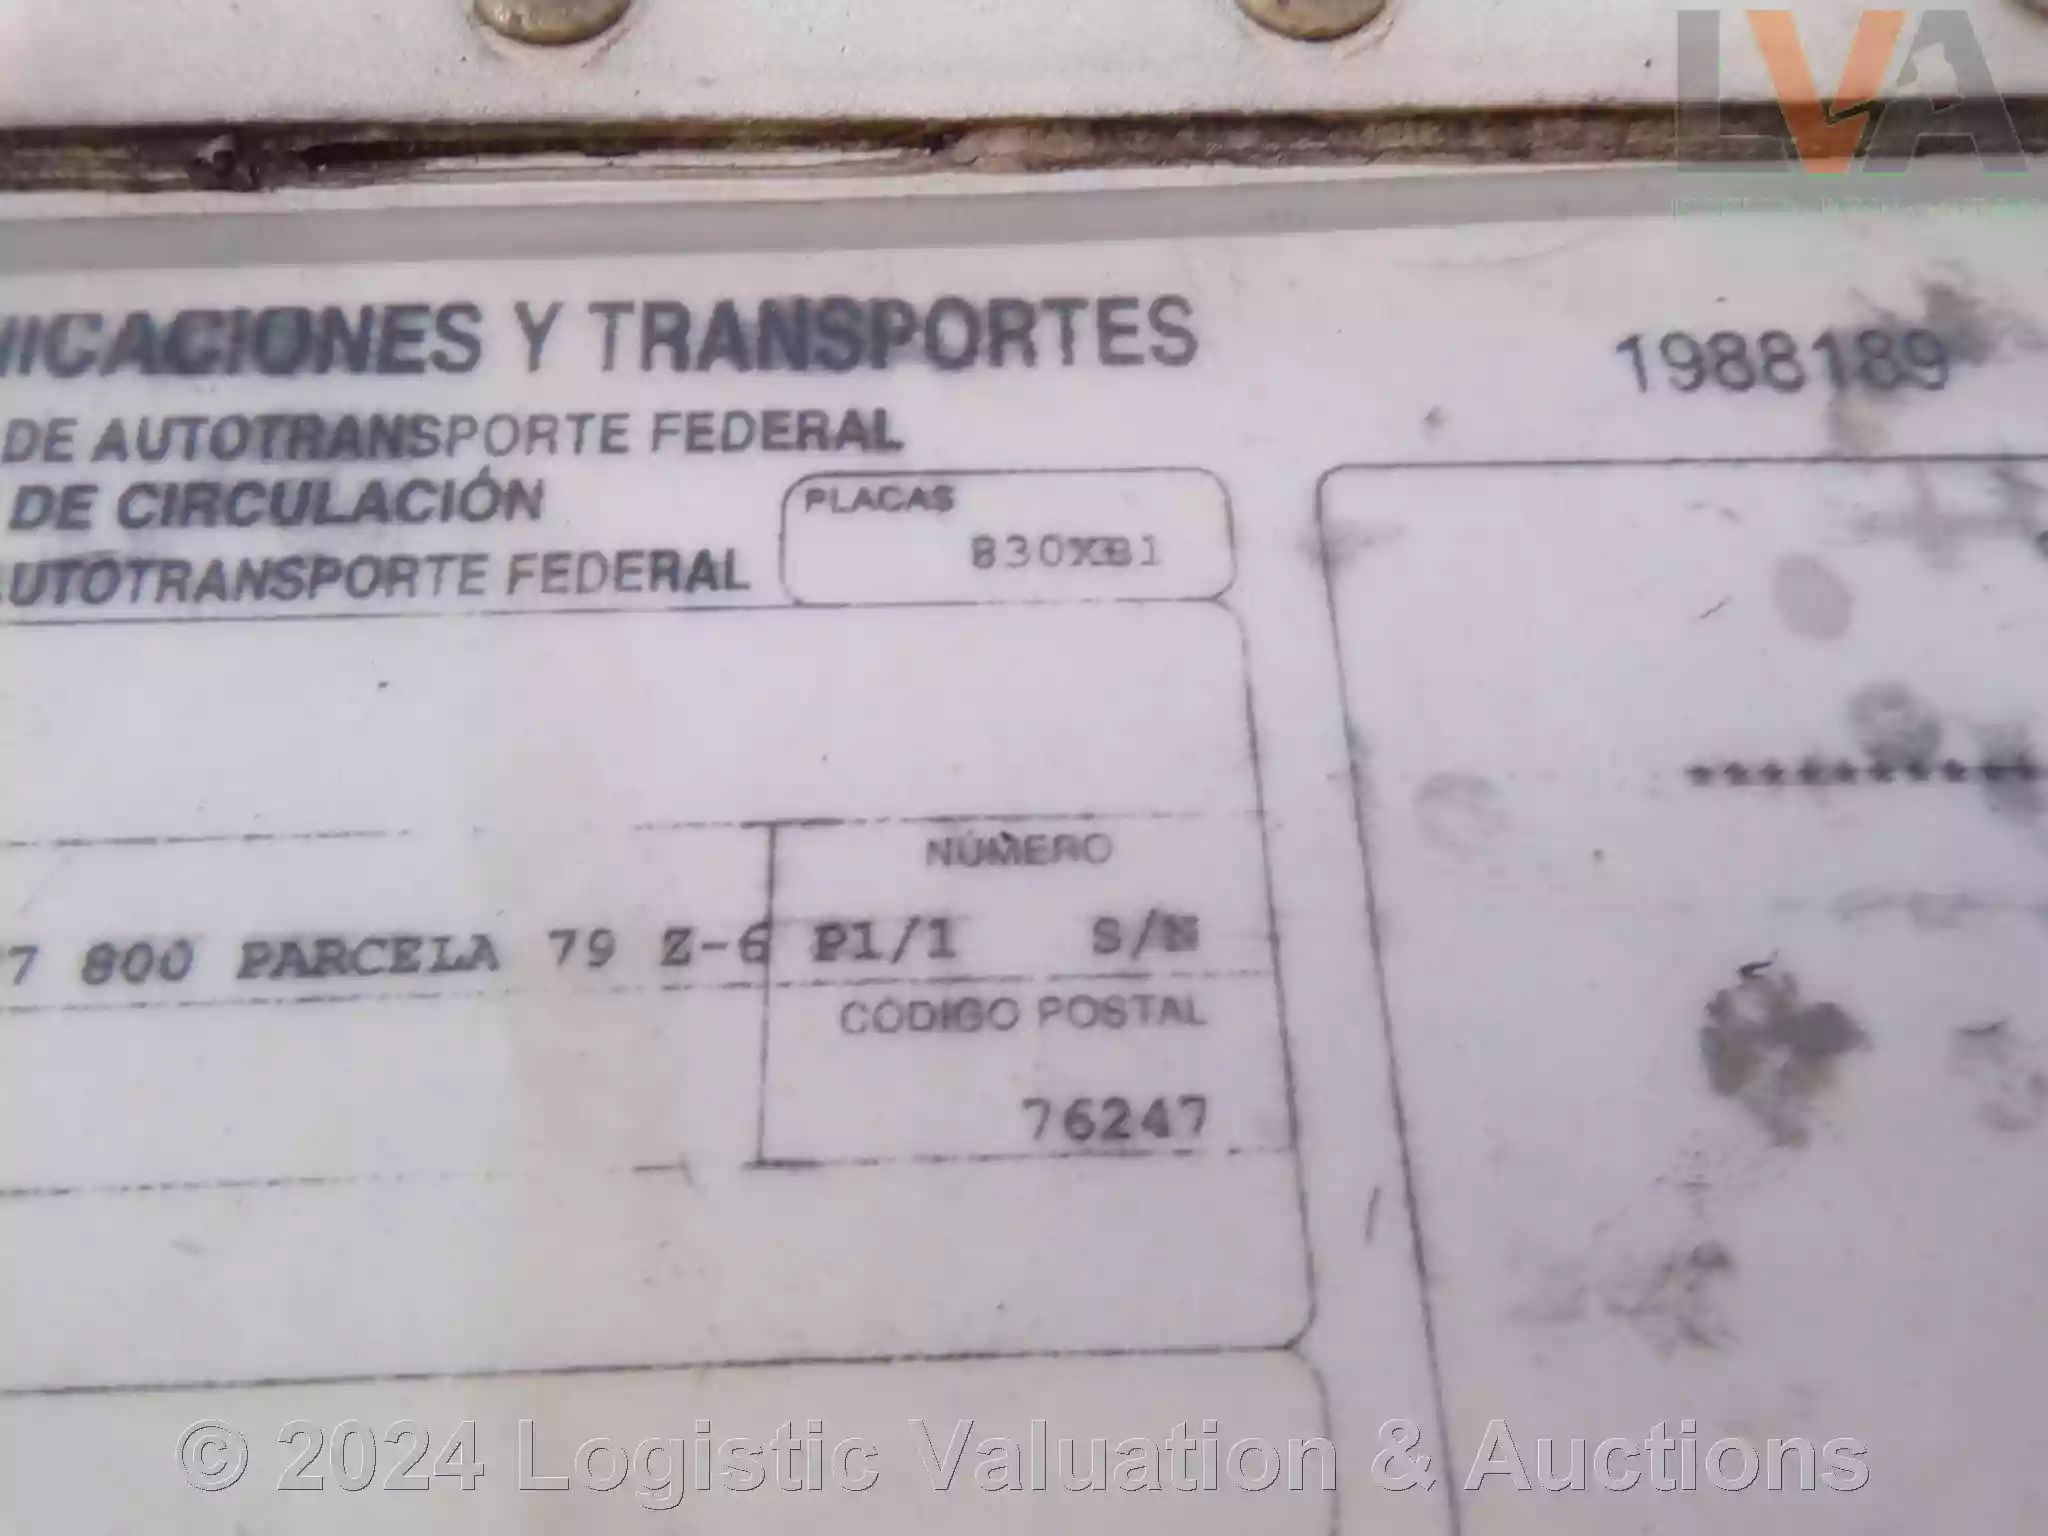 LVA
NICACIONES Y TRANSPORTES
1988189
DE AUTOTRANSPORTE FEDERAL
DE CIRCULACIÓN
PLACAS
830XB1
AUTOTRANSPORTE FEDERAL
**********
NÚMERO
7 800 PARCELA 79 Z-6 P1/1 S/N
CÓDIGO POSTAL
76247
© 2024 Logistic Valuation & Auctions